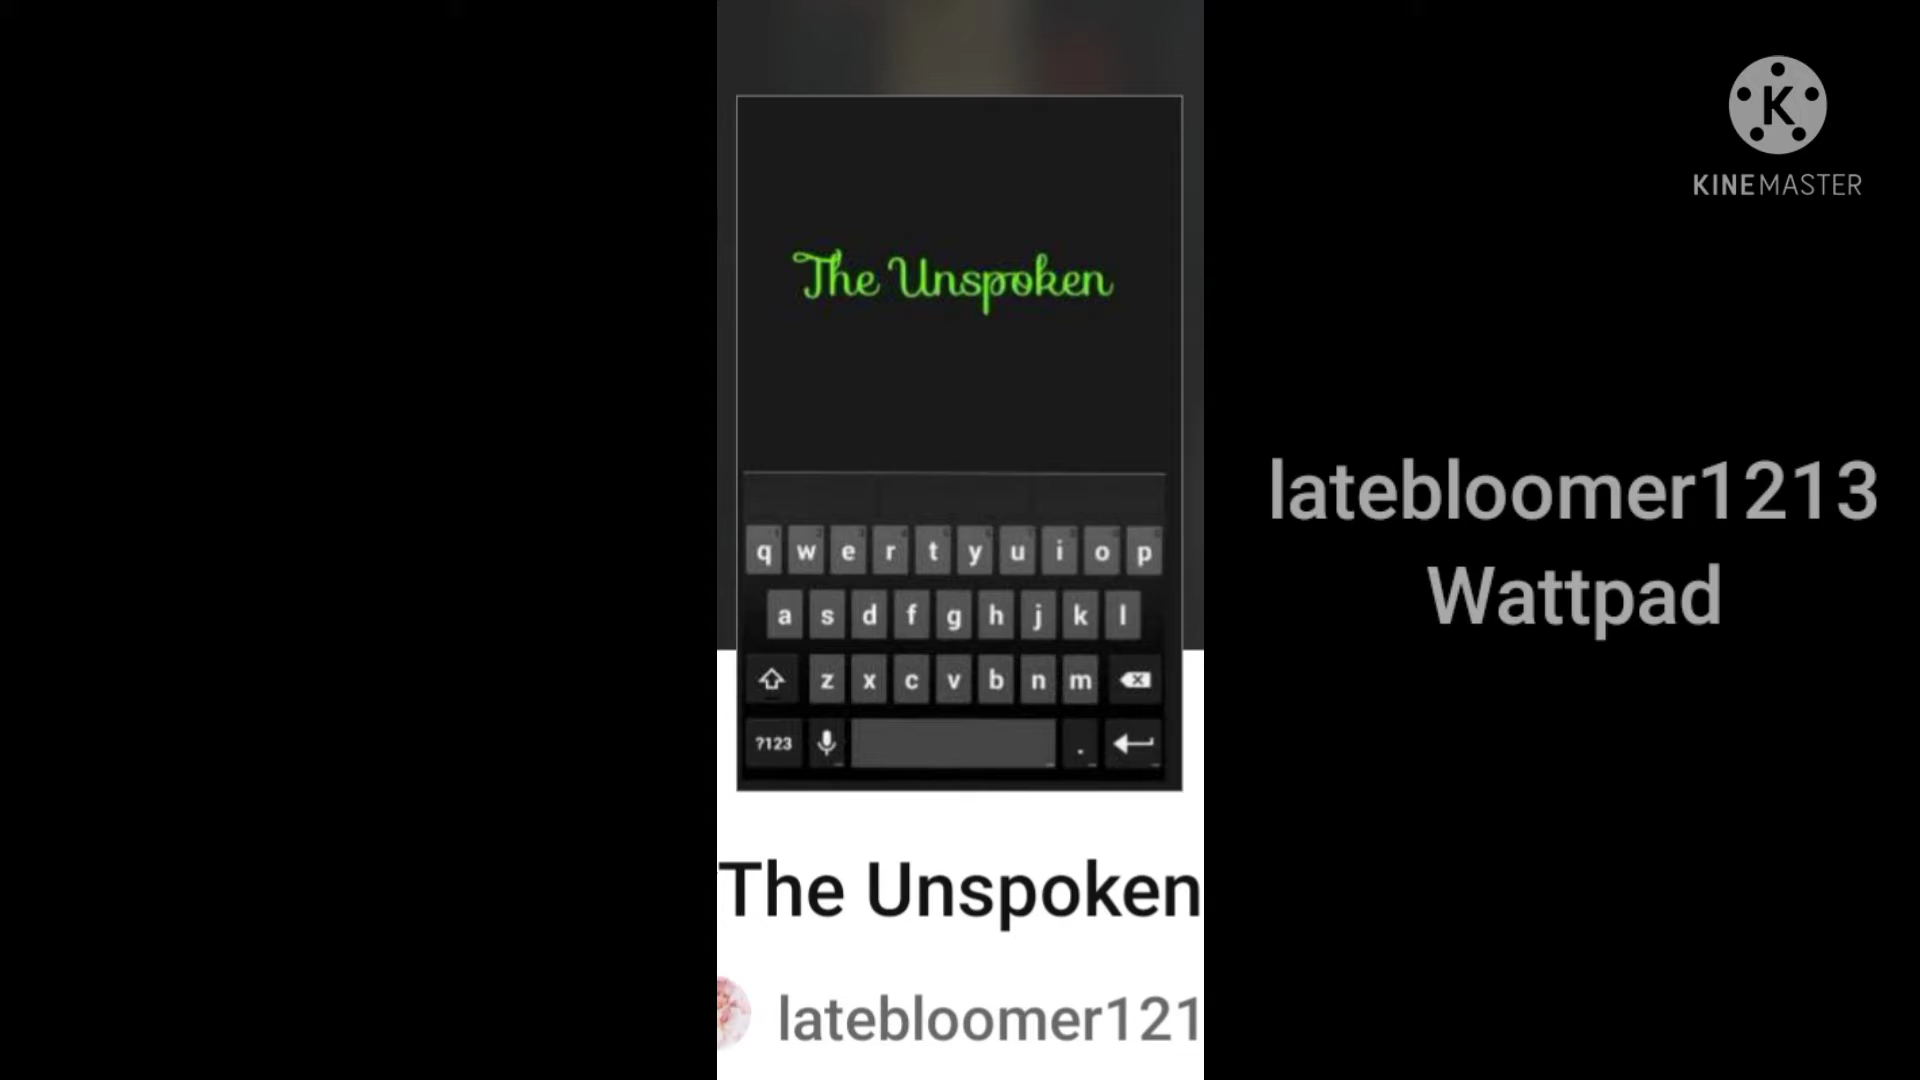 KINEMASTER
The Unspoken
q w e r t y u i o p
a s d f g h j k l
z x c v b n m
?123 .
The Unspoken
latebloomer121
latebloomer1213
Wattpad